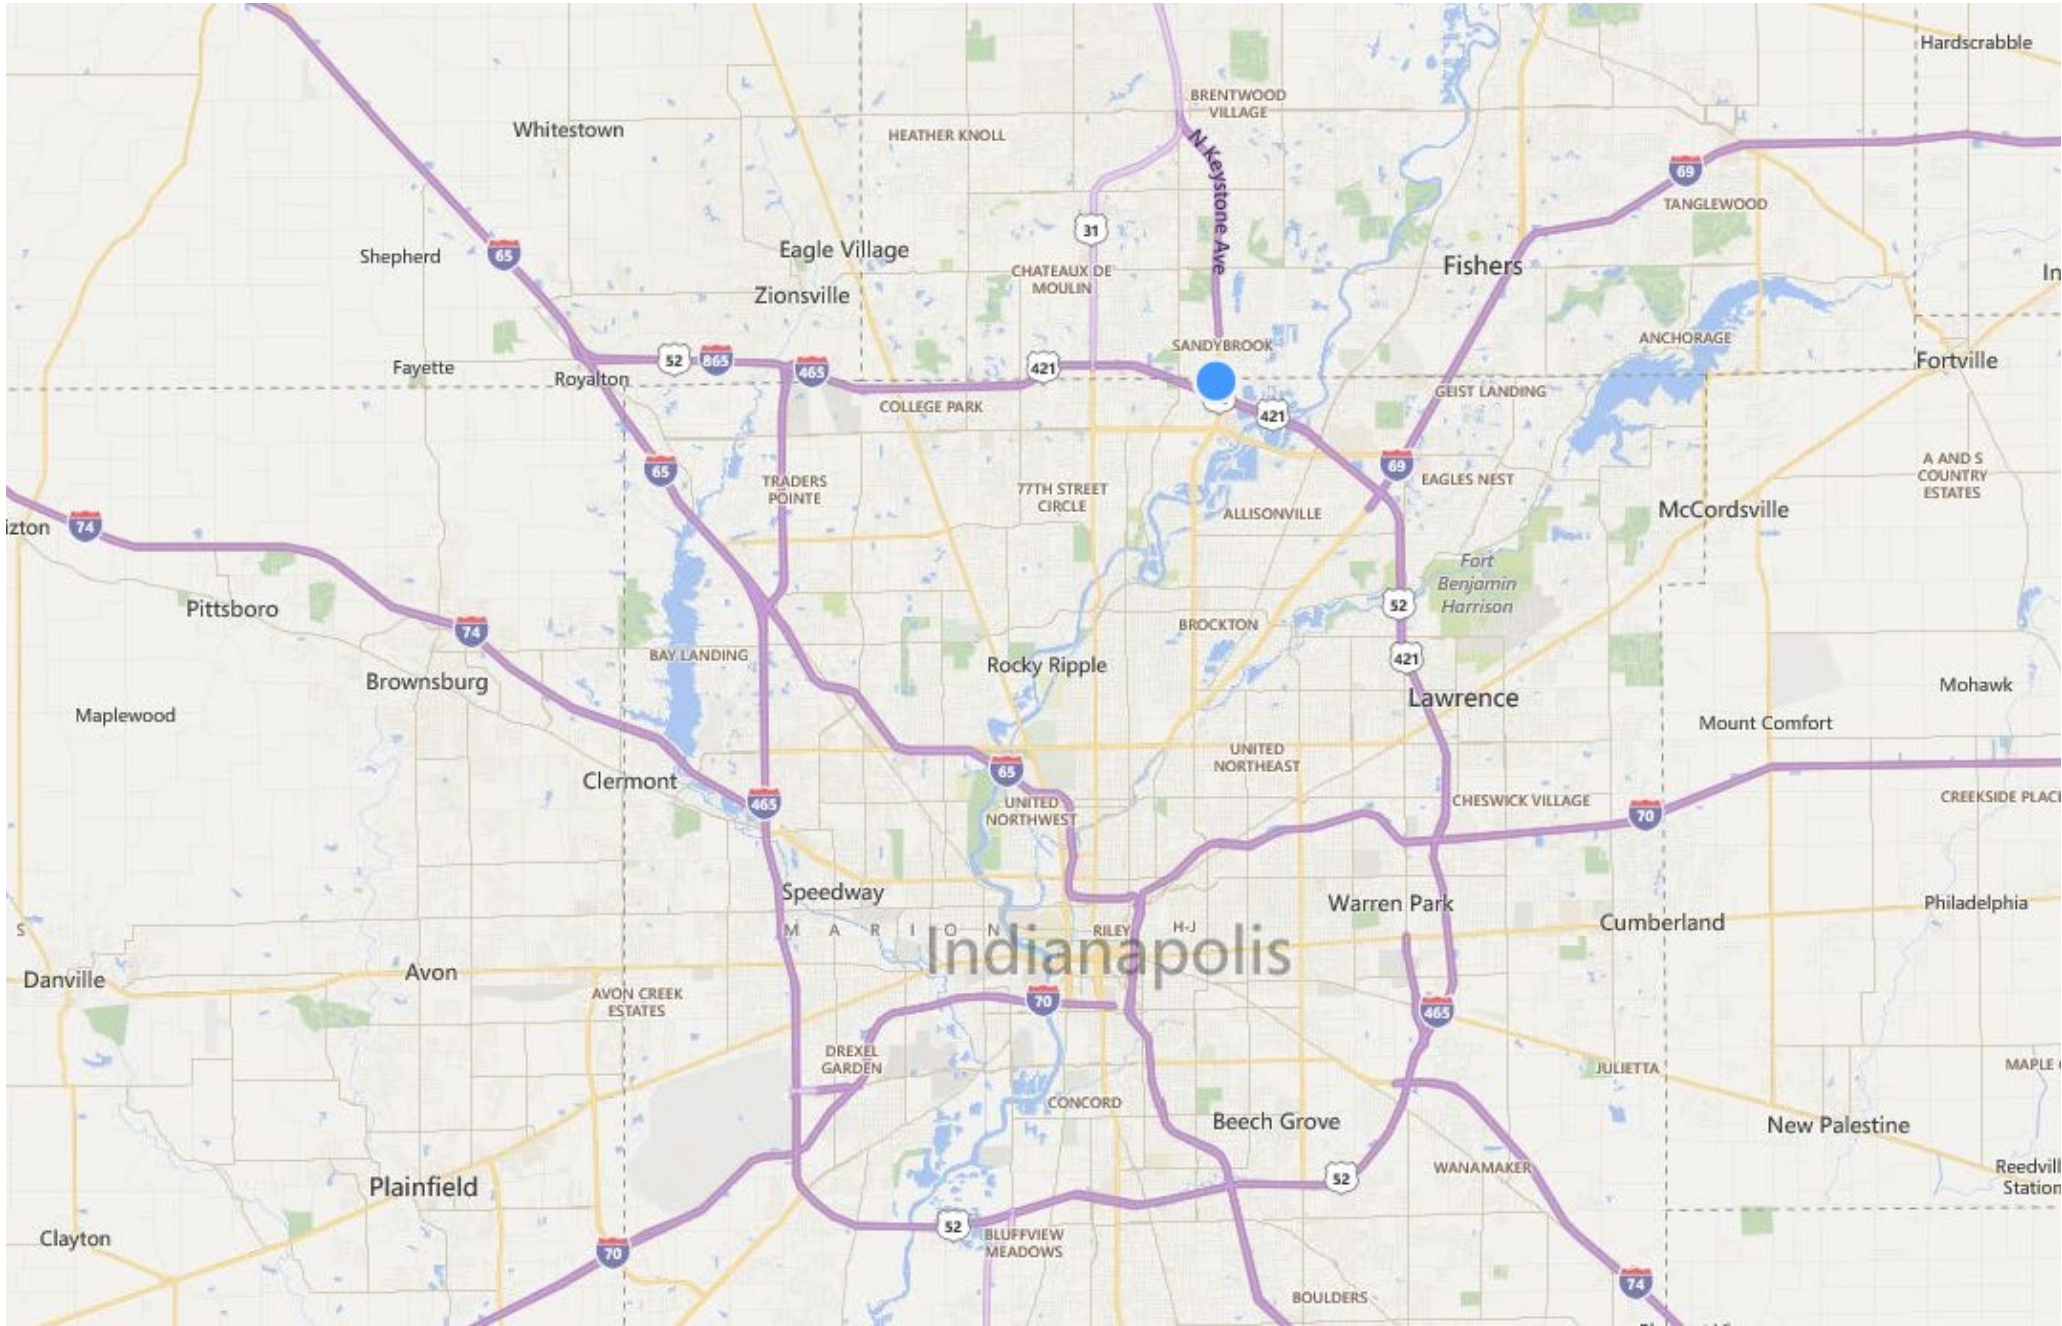 Hardscrabble
BRENTWOOD
VILLAGE
Whitestown
HEATHER KNOLL
N Keystone Ave
69
TANGLEWOOD
31
Shepherd
65
Eagle Village
Fishers
In
CHATEAUX DE
MOULIN
Zionsville
ANCHORAGE
SANDYBROOK
Fayette
52
865
465
421
Fortville
Royalton
GEIST LANDING
COLLEGE PARK
421
65
69
EAGLES NEST
A AND S
COUNTRY
ESTATES
TRADERS
POINTE
77TH STREET
CIRCLE
ALLISONVILLE
McCordsville
izton
74
Fort
Benjamin
Harrison
Pittsboro
52
74
BROCKTON
BAY LANDING
Rocky Ripple
421
Brownsburg
Lawrence
Mohawk
Maplewood
Mount Comfort
UNITED
NORTHEAST
65
Clermont
465
UNITED
NORTHWEST
CHESWICK VILLAGE
CREEKSIDE PLACE
70
Speedway
Warren Park
Philadelphia
Cumberland
S
MARION
RILEY
H-J
Indianapolis
Danville
Avon
AVON CREEK
ESTATES
70
465
DREXEL
GARDEN
JULIETTA
MAPLE
CONCORD
Beech Grove
New Palestine
WANAMAKER
Reedvill
Station
52
Plainfield
52
Clayton
BLUFFVIEW
MEADOWS
70
74
BOULDERS